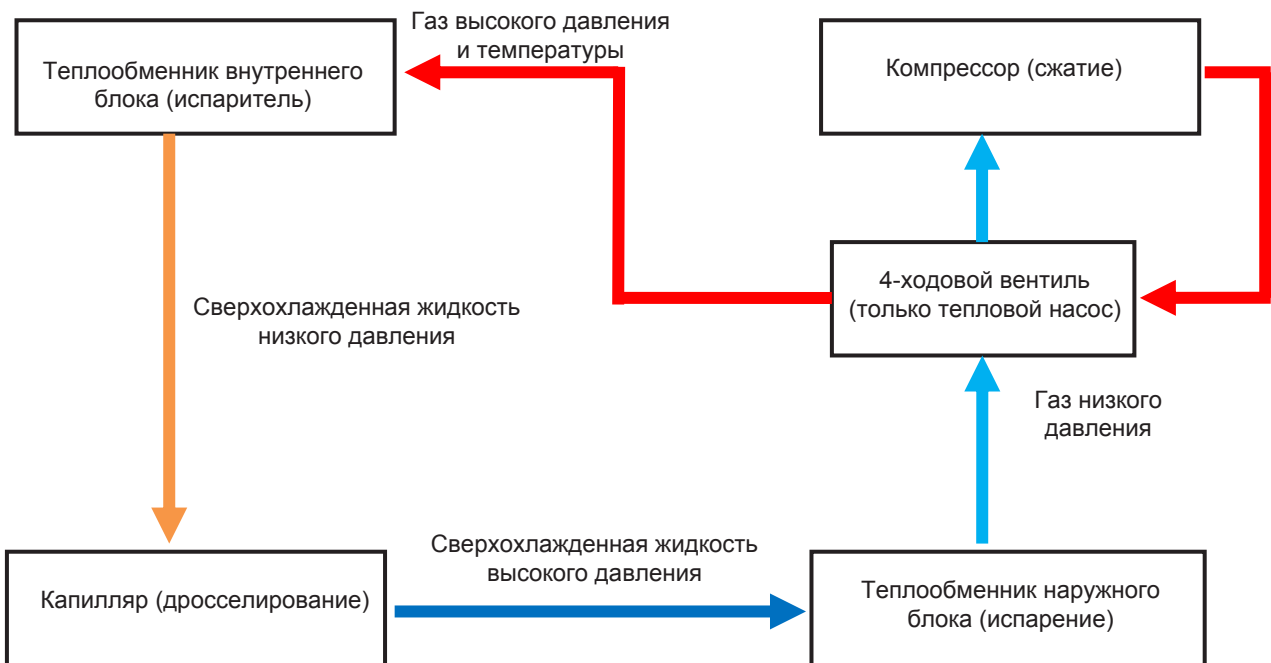 Газ высокого давления
и температуры
Теплообменник внутреннего
блока (испаритель)
Компрессор (сжатие)
4-ходовой вентиль
(только тепловой насос)
Сверхохлажденная жидкость
низкого давления
Газ низкого
давления
Сверхохлажденная жидкость
высокого давления
Капилляр (дросселирование)
Теплообменник наружного
блока (испарение)